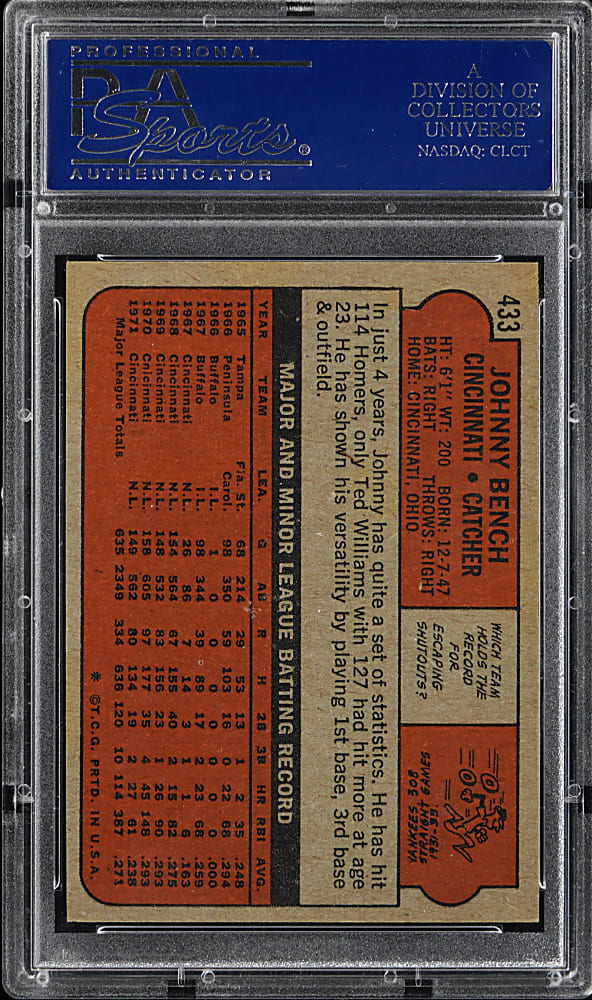 PROFESSIONAL
PSA
Sports®
AUTHENTICATOR
A
DIVISION OF
COLLECTORS
UNIVERSE
NASDAQ: CLCT
433
JOHNNY BENCH
CINCINNATI • CATCHER
HT: 6'1" WT: 200 BORN: 12-7-47
BATS: RIGHT THROWS: RIGHT
HOME: CINCINNATI, OHIO
WHICH TEAM
HOLDS THE
RECORD
FOR
ESCAPING
SHUTOUTS?
YANKEES 308
STRAIGHT GAMES
1931-33
In just 4 years, Johnny has quite a set of statistics. He has hit
114 Homers, only Ted Williams with 127 had hit more at age
23. He has shown his versatility by playing 1st base, 3rd base
& outfield.
MAJOR AND MINOR LEAGUE BATTING RECORD
YEAR TEAM LEA. G AB R H 2B 3B HR RBI AVG.
1965 Tampa Fla. St. 68 214 29 53 13 1 2 35 .248
1966 Peninsula Carol. 98 350 59 103 16 0 22 68 .294
1966 Buffalo I.L. 1 0 0 0 0 0 0 0 .000
1967 Buffalo I.L. 98 344 39 89 17 2 23 68 .259
1967 Cincinnati N.L. 26 86 7 14 3 1 1 6 .163
1968 Cincinnati N.L. 154 564 67 155 40 2 15 82 .275
1969 Cincinnati N.L. 148 532 83 156 23 1 26 90 .293
1970 Cnicinnati N.L. 158 605 97 177 35 4 45 148 .293
1971 Cincinnati N.L. 149 562 80 134 19 2 27 61 .238
Major League Totals 635 2349 334 636 120 10 114 387 .271
* ©T.C.G. PRTD. IN U.S.A.